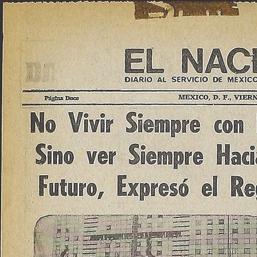 EL NACI
DIARIO AL SERVICIO DE MEXICO
Página Doce
MEXICO, D. F., VIERN
No Vivir Siempre con
Sino ver Siempre Hacia
Futuro, Expresó el Reg